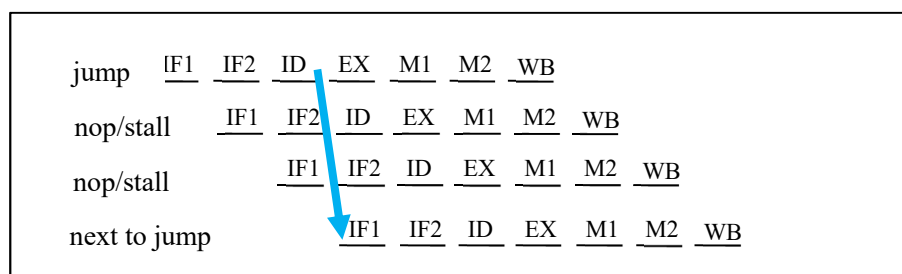 jump IF1 IF2 ID EX M1 M2 WB
nop/stall IF1 IF2 ID EX M1 M2 WB
nop/stall IF1 IF2 ID EX M1 M2 WB
next to jump IF1 IF2 ID EX M1 M2 WB